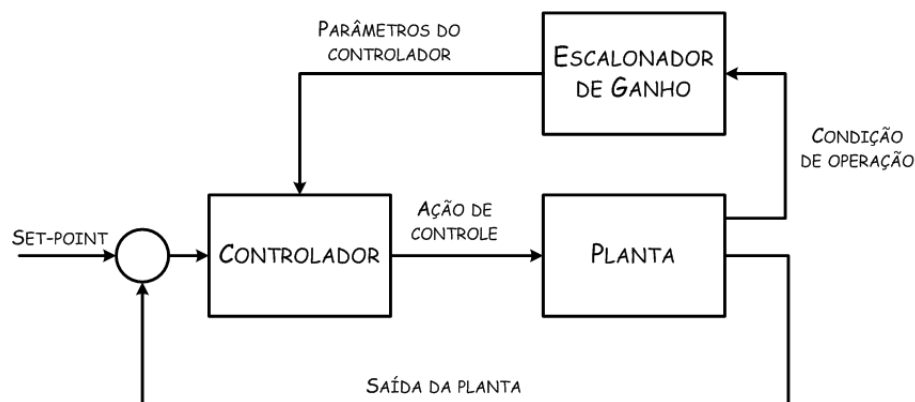 PARÂMETROS DO
CONTROLADOR
ESCALONADOR
DE GANHO
CONDIÇÃO
DE OPERAÇÃO
SET-POINT
CONTROLADOR
AÇÃO DE
CONTROLE
PLANTA
SAÍDA DA PLANTA